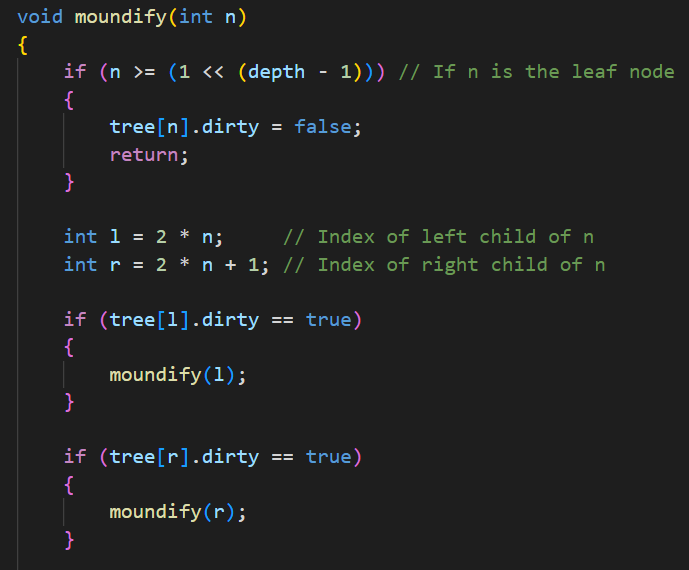 void moundify(int n)
{
    if (n >= (1 << (depth - 1))) // If n is the leaf node
    {
        tree[n].dirty = false;
        return;
    }
    int l = 2 * n;     // Index of left child of n
    int r = 2 * n + 1; // Index of right child of n
    if (tree[l].dirty == true)
    {
        moundify(l);
    }
    if (tree[r].dirty == true)
    {
        moundify(r);
    }